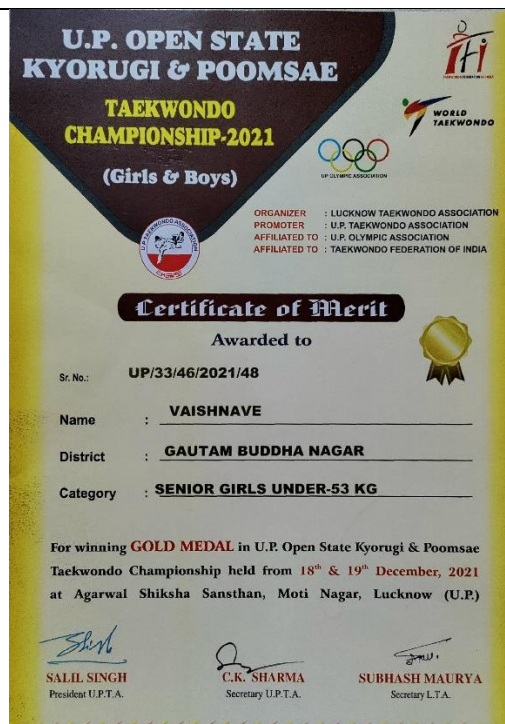 U.P. OPEN STATE
KYORUGI & POOMSAE
TAEKWONDO
CHAMPIONSHIP-2021
(Girls & Boys)
WORLD
TAEKWONDO
UP OLYMPIC ASSOCIATION
ORGANIZER : LUCKNOW TAEKWONDO ASSOCIATION
PROMOTER : U.P. TAEKWONDO ASSOCIATION
AFFILIATED TO : U.P. OLYMPIC ASSOCIATION
AFFILIATED TO : TAEKWONDO FEDERATION OF INDIA
Certificate of Merit
Awarded to
Sr. No.: UP/33/46/2021/48
Name : VAISHNAVE
District : GAUTAM BUDDHA NAGAR
Category : SENIOR GIRLS UNDER-53 KG
For winning GOLD MEDAL in U.P. Open State Kyorugi & Poomsae
Taekwondo Championship held from 18th & 19th December, 2021
at Agarwal Shiksha Sansthan, Moti Nagar, Lucknow (U.P.)
SALIL SINGH
President U.P.T.A.
C.K. SHARMA
Secretary U.P.T.A.
SUBHASH MAURYA
Secretary L.T.A.